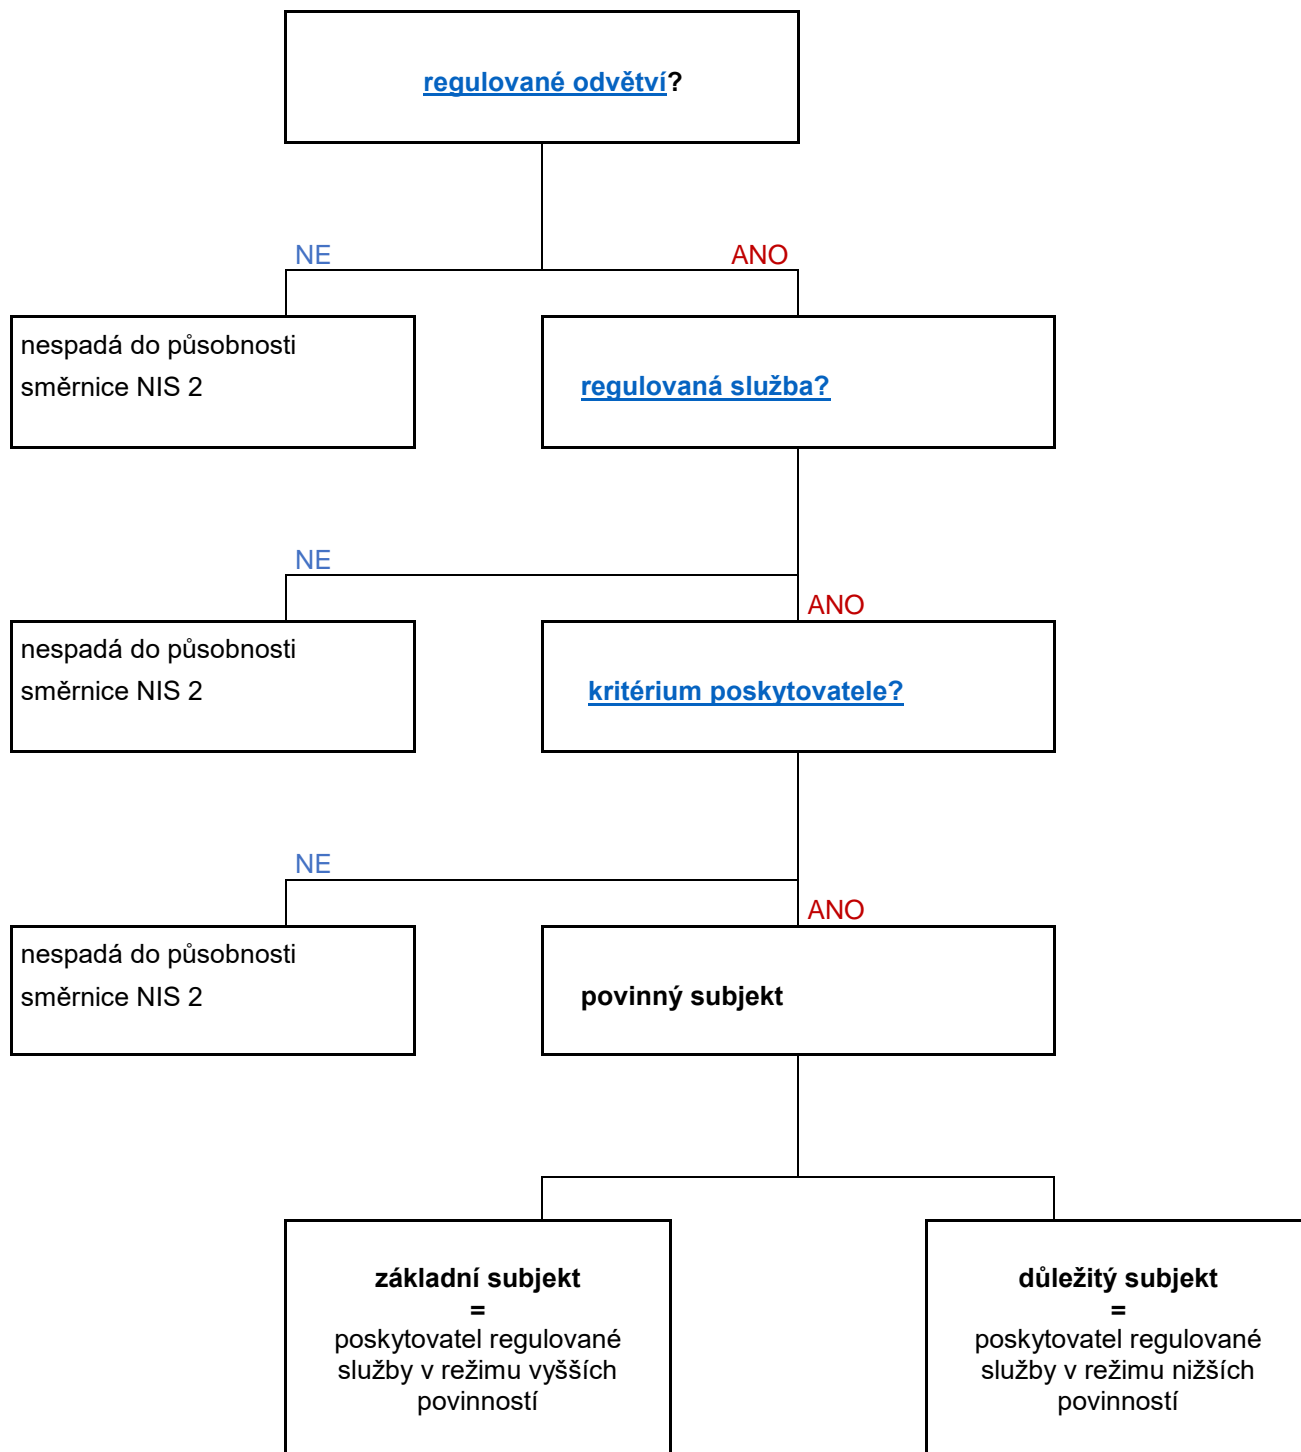 regulované odvětví?
NE
ANO
nespadá do působnosti
směrnice NIS 2
regulovaná služba?
NE
ANO
nespadá do působnosti
směrnice NIS 2
kritérium poskytovatele?
NE
ANO
nespadá do působnosti
směrnice NIS 2
povinný subjekt
základní subjekt
=
poskytovatel regulované
služby v režimu vyšších
povinností
důležitý subjekt
=
poskytovatel regulované
služby v režimu nižších
povinností